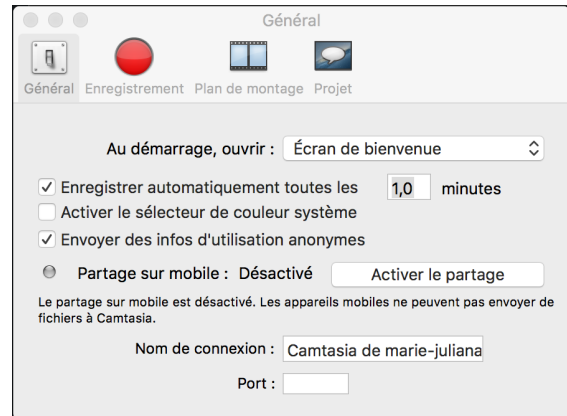 Général
Général Enregistrement Plan de montage Projet
Au démarrage, ouvrir : Écran de bienvenue
Enregistrer automatiquement toutes les 1,0 minutes
Activer le sélecteur de couleur système
Envoyer des infos d'utilisation anonymes
Partage sur mobile : Désactivé Activer le partage
Le partage sur mobile est désactivé. Les appareils mobiles ne peuvent pas envoyer de
fichiers à Camtasia.
Nom de connexion : Camtasia de marie-juliana
Port :